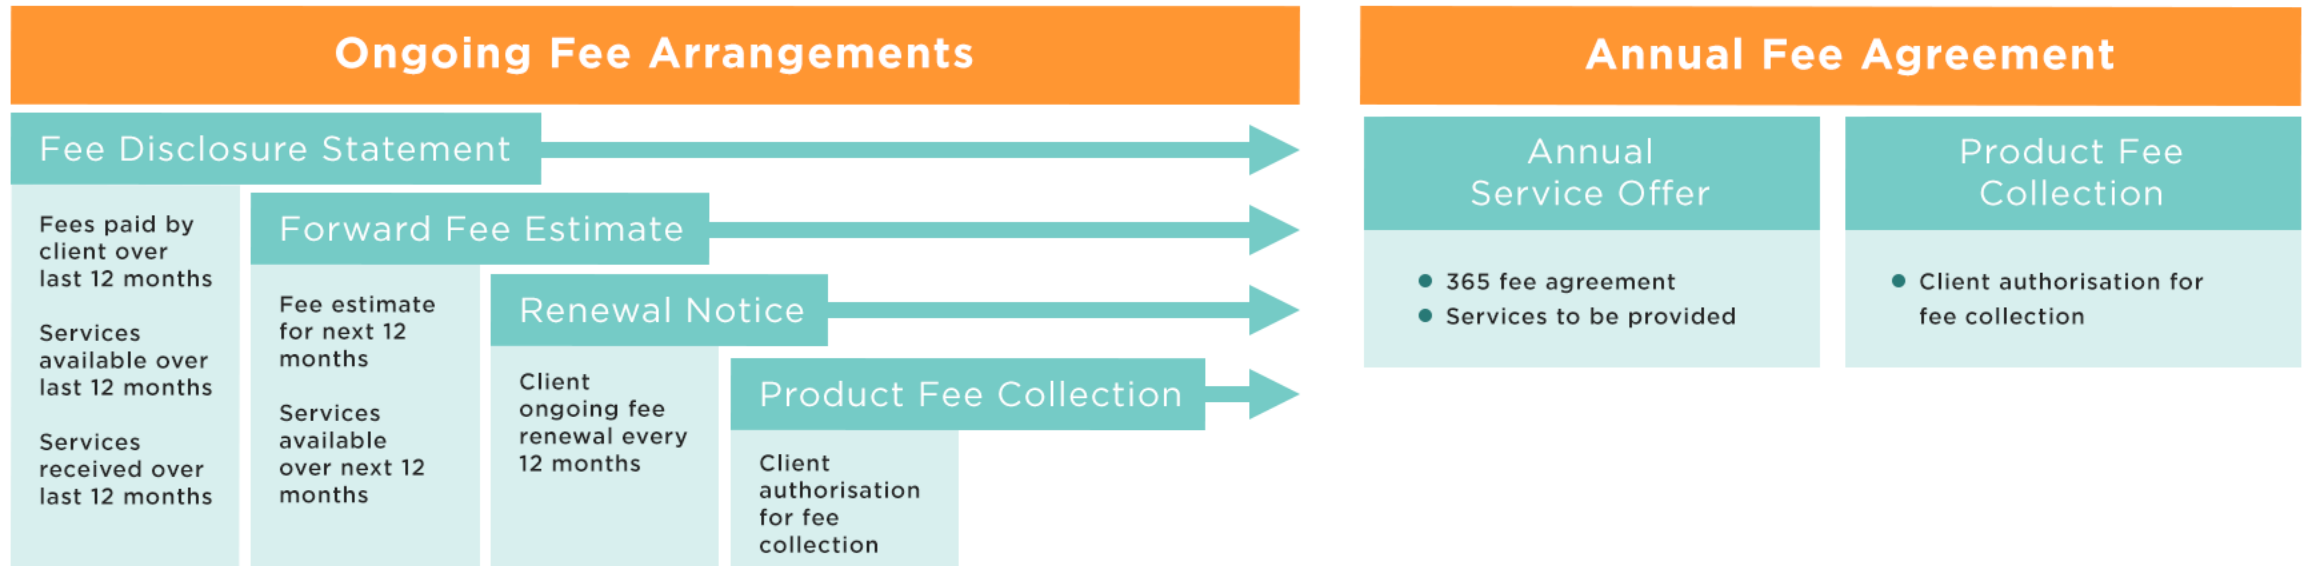 Ongoing Fee Arrangements
Fee Disclosure Statement
Fees paid by
client over
last 12 months
Services
available over
last 12 months
Services
received over
last 12 months
Forward Fee Estimate
Fee estimate
for next 12
months
Services
available
over next 12
months
Renewal Notice
Client
ongoing fee
renewal every
12 months
Product Fee Collection
Client
authorisation
for fee
collection
Annual Fee Agreement
Annual
Service Offer
365 fee agreement
Services to be provided
Product Fee
Collection
Client authorisation for
fee collection